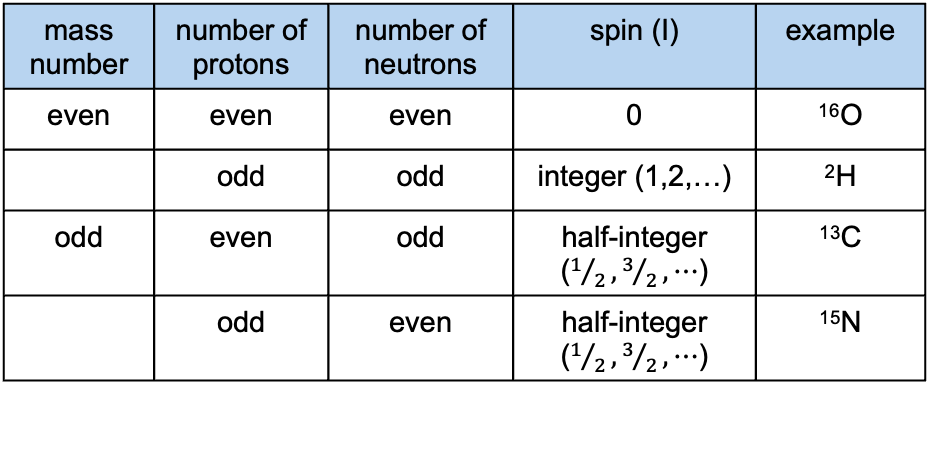 mass number of number of spin (I) example
number protons neutrons
even even even 0 ¹⁶O
odd odd integer (1,2,...) ²H
odd even odd half-integer ¹³C
(¹/₂, ³/₂, ⋯)
odd even half-integer ¹⁵N
(¹/₂, ³/₂, ⋯)